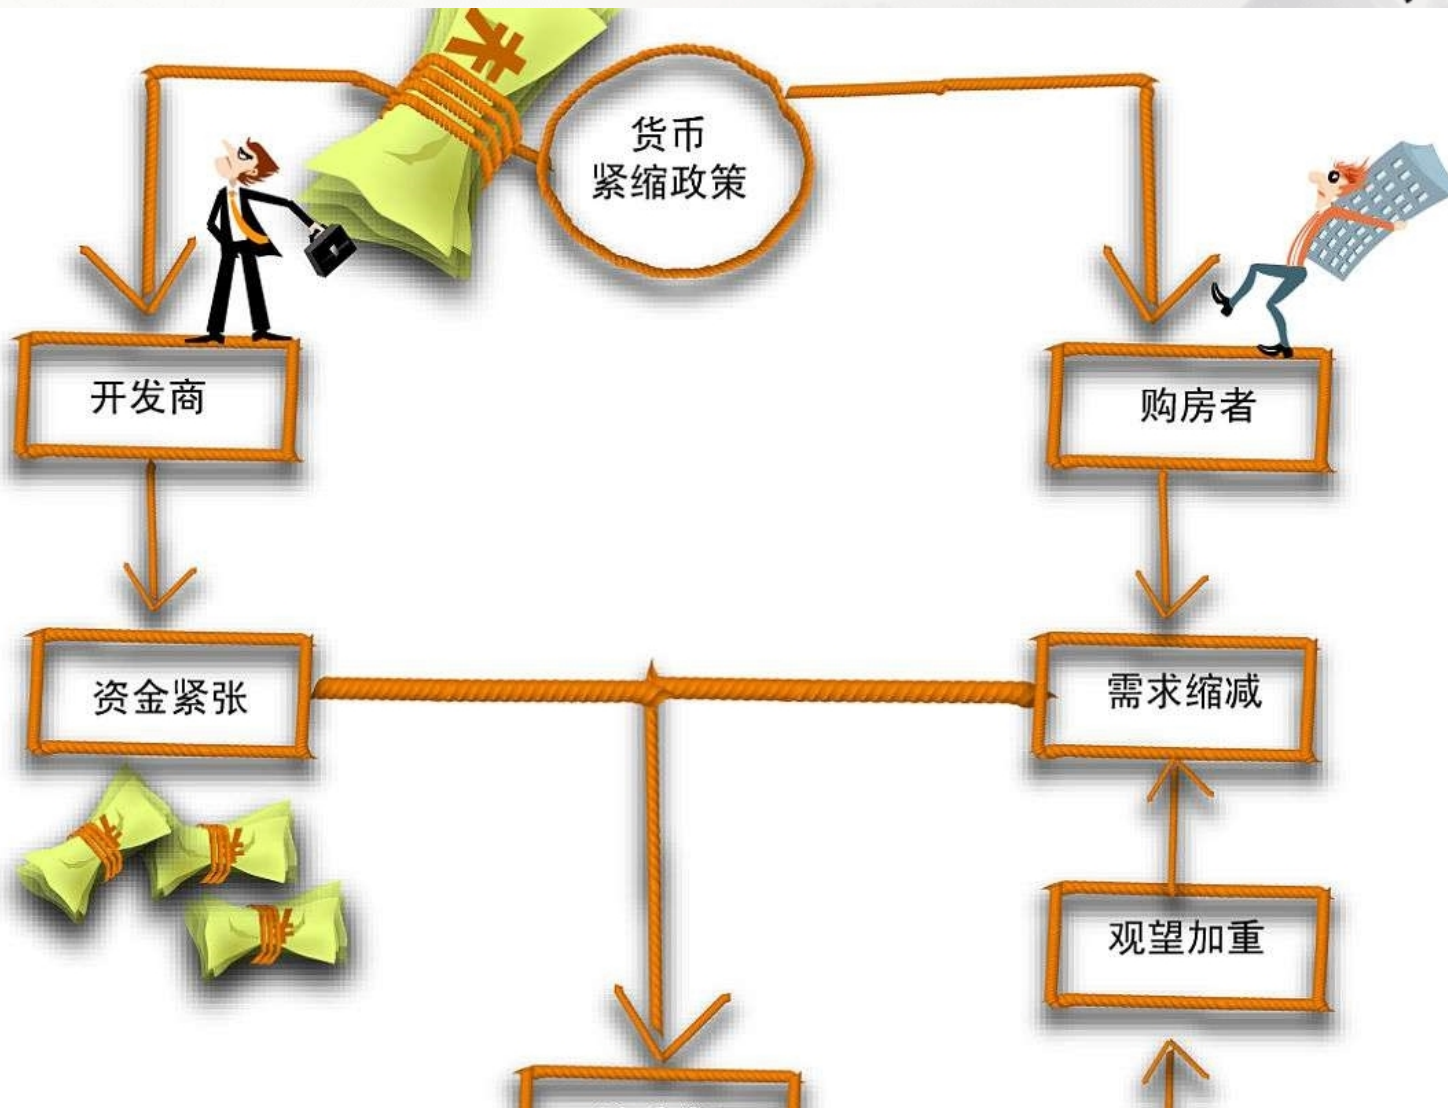 货币
紧缩政策
开发商
购房者
资金紧张
需求缩减
观望加重